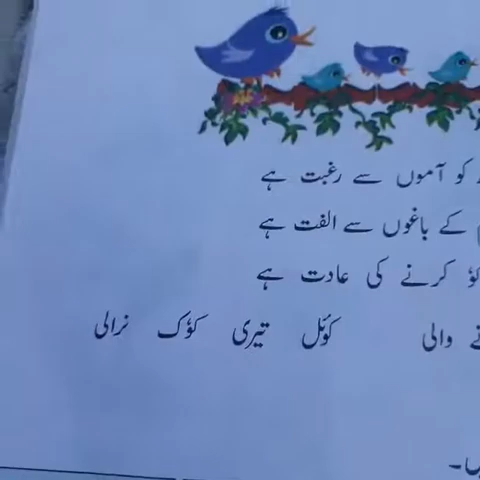 کو آموں سے رغبت ہے
کے باغوں سے الفت ہے
کرنے کی عادت ہے
والی کوئل تیری کوک نرالی